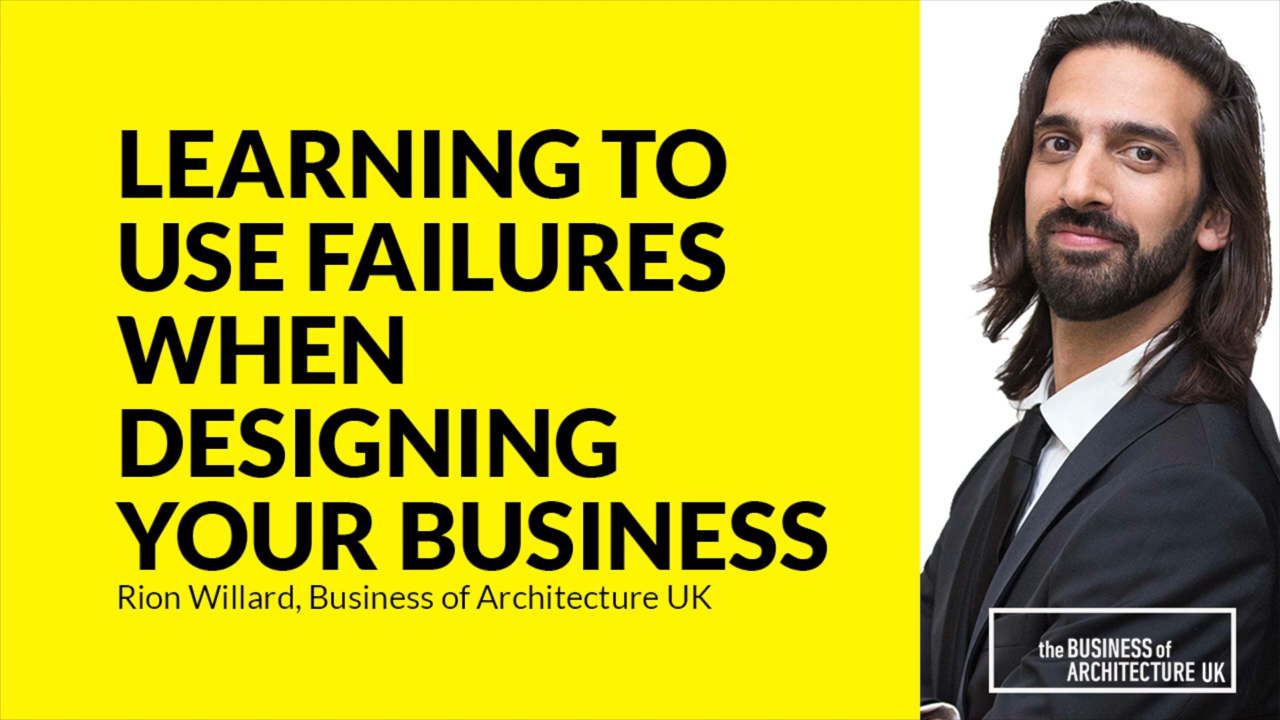 LEARNING TO
USE FAILURES
WHEN
DESIGNING
YOUR BUSINESS
Rion Willard, Business of Architecture UK
the BUSINESS of
ARCHITECTURE UK